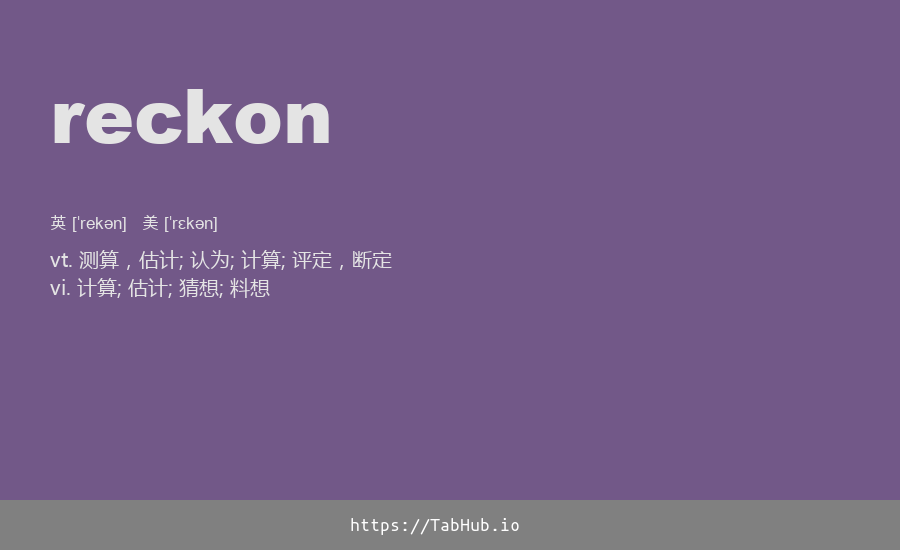 reckon
英 ['rekən] 美 ['rɛkən]
vt. 测算，估计; 认为; 计算; 评定，断定
vi. 计算; 估计; 猜想; 料想
https://TabHub.io